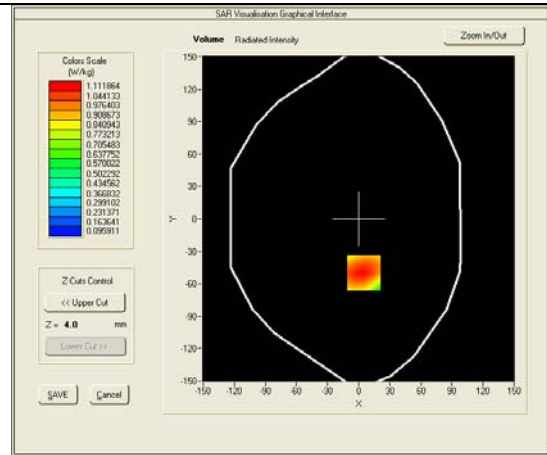 SAR Visualisation Graphical Interface
Volume Radiated Intensity
Zoom In/Out
Colors Scale
(W/kg)
1.111864
1.044133
0.976403
0.908673
0.840943
0.773213
0.705483
0.637752
0.570022
0.502292
0.434562
0.366832
0.299102
0.231371
0.163641
0.095911
Z Cuts Control
<< Upper Cut
Z = 4.0 mm
Lower Cut >>
SAVE Cancel
150
120
90
60
30
0
-30
-60
-90
-120
-150
Y
-150 -120 -90 -60 -30 0 30 60 90 120 150
X